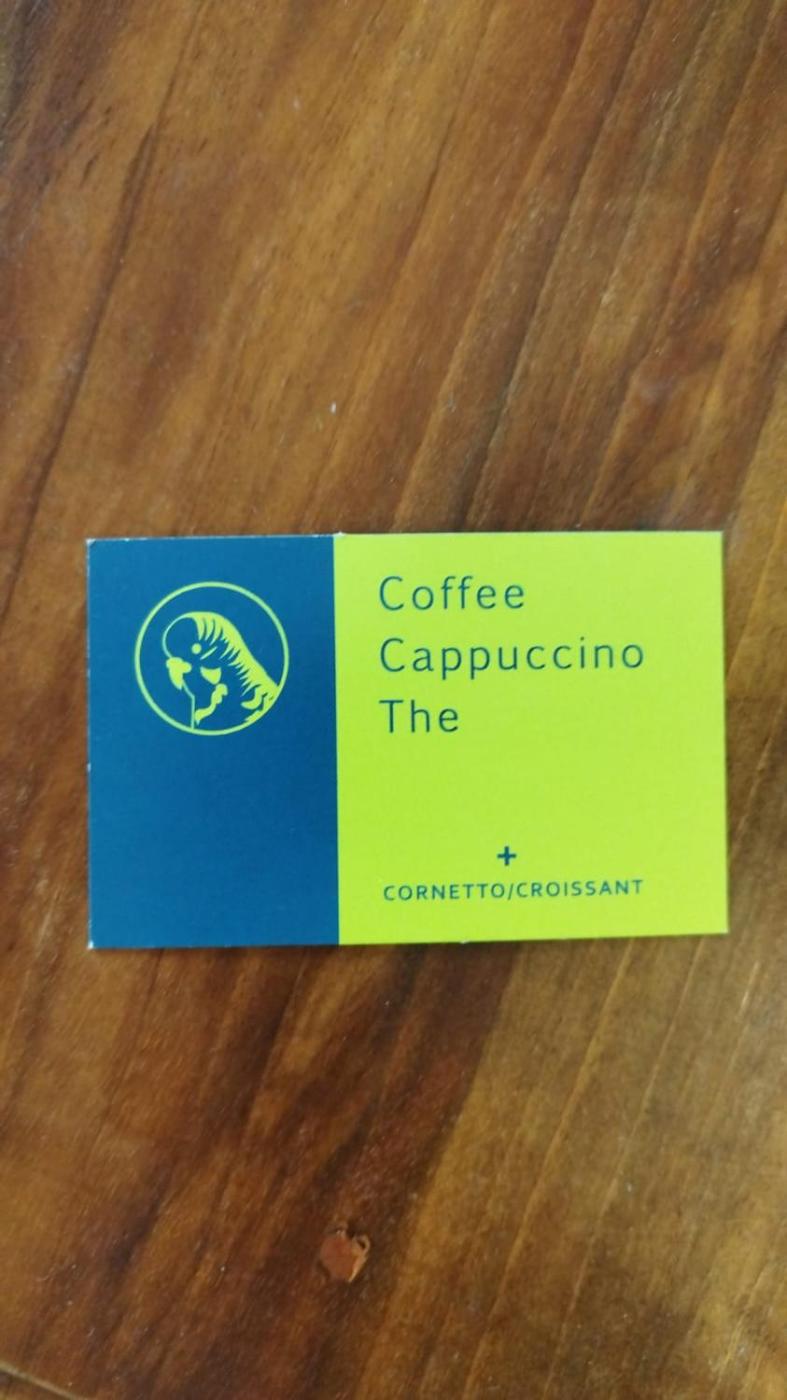 Coffee
Cappuccino
The
+
CORNETTO/CROISSANT